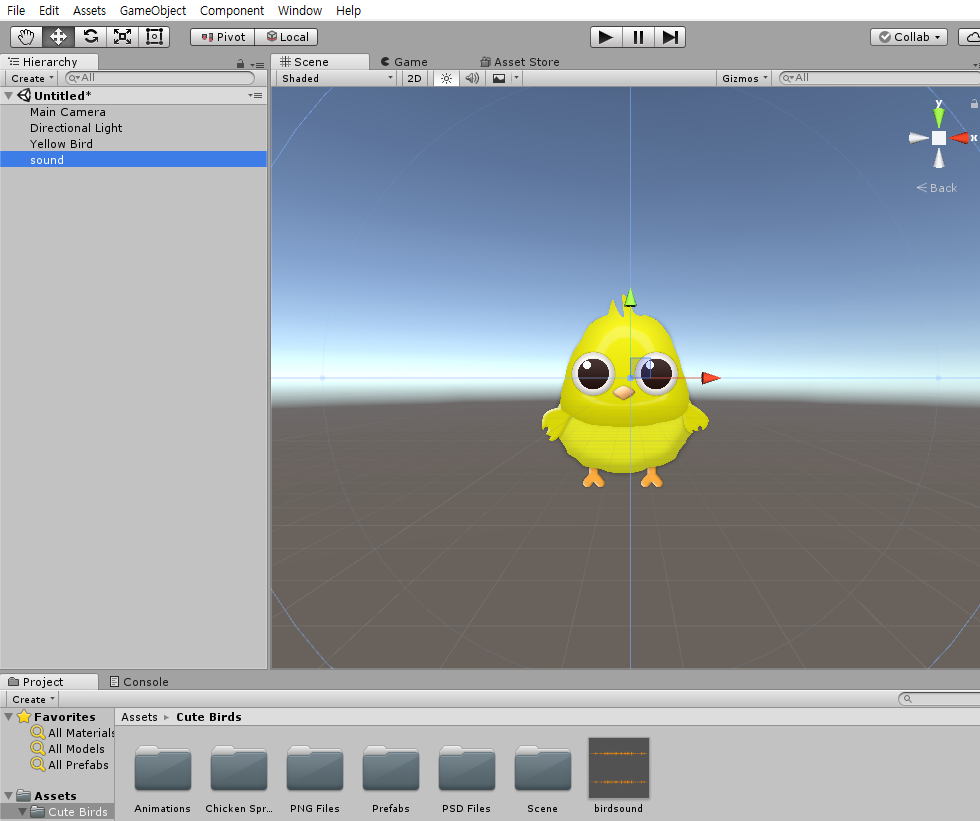 File Edit Assets GameObject Component Window Help
Pivot Local Collab
Hierarchy Scene Game Asset Store
Create All Shaded 2D Gizmos All
Untitled*
Main Camera
Directional Light
Yellow Bird
sound
y
x
Back
Project Console
Create
Favorites Assets Cute Birds
All Materials
All Models
All Prefabs
Assets
Cute Birds
Animations Chicken Spr... PNG Files Prefabs PSD Files Scene birdsound